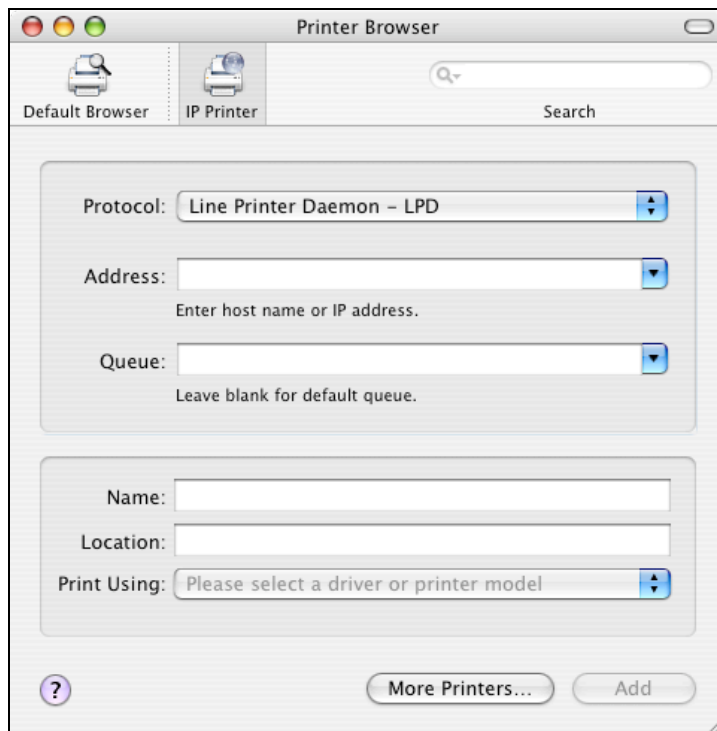 Printer Browser
Default Browser
IP Printer
Search
Protocol: Line Printer Daemon – LPD
Address:
Enter host name or IP address.
Queue:
Leave blank for default queue.
Name:
Location:
Print Using: Please select a driver or printer model
? More Printers... Add